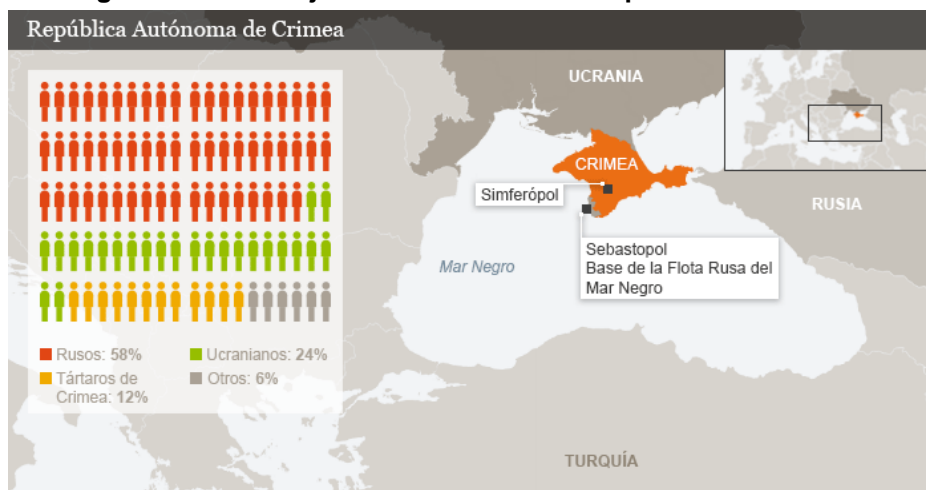 República Autónoma de Crimea
UCRANIA
CRIMEA
Simferópol
RUSIA
Sebastopol
Base de la Flota Rusa del
Mar Negro
Mar Negro
Rusos: 58%
Ucranianos: 24%
Tártaros de
Crimea: 12%
Otros: 6%
TURQUÍA